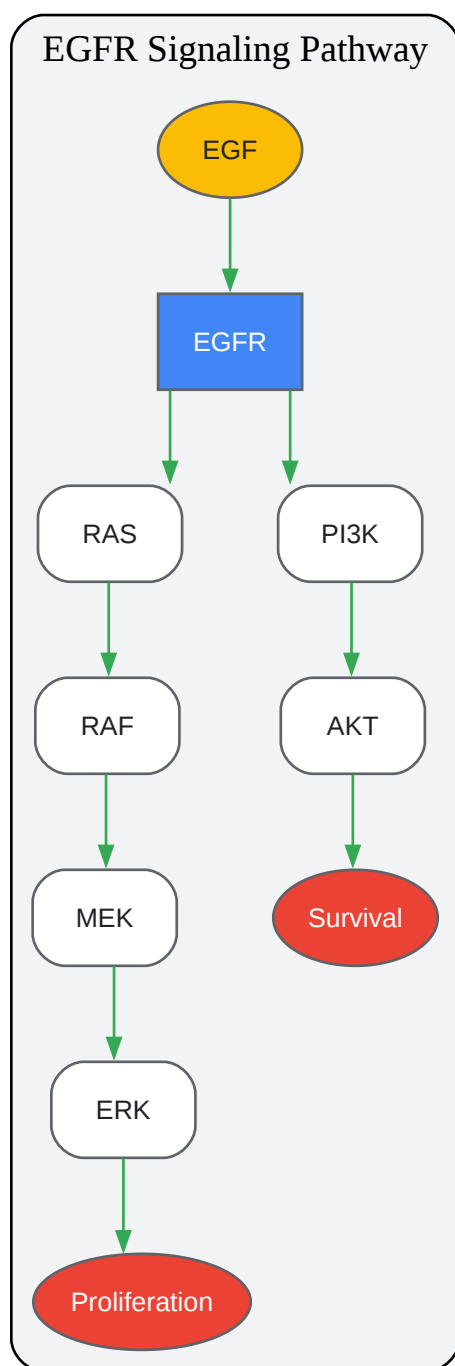 EGFR Signaling Pathway
EGF
EGFR
RAS
PI3K
RAF
AKT
MEK
Survival
ERK
Proliferation